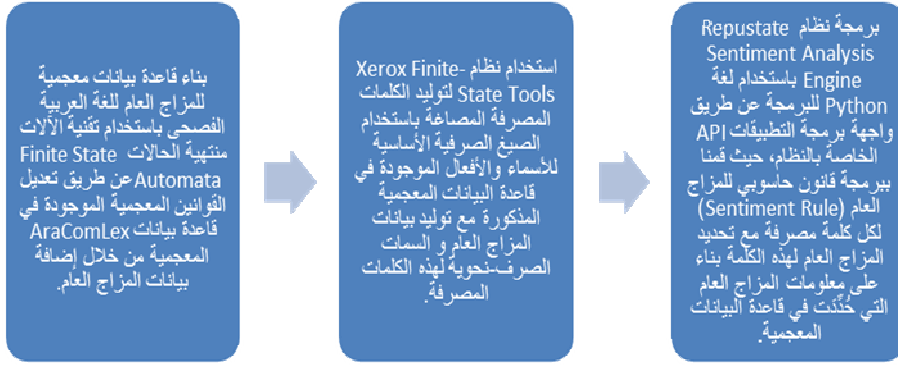 بناء قاعدة بيانات معجمية
للمزاج العام للغة العربية
الفصحى باستخدام تقنية الآلات
منتهية الحالات Finite State
Automata عن طريق تعديل
القوانين المعجمية الموجودة في
قاعدة بيانات AraComLex
المعجمية من خلال إضافة
بيانات المزاج العام.
استخدام نظام Xerox Finite-
State Tools لتوليد الكلمات
المصرفة المصاغة باستخدام
الصيغ الصرفية الأساسية
للأسماء والأفعال الموجودة في
قاعدة البيانات المعجمية
المذكورة مع توليد بيانات
المزاج العام و السمات
الصرف-نحوية لهذه الكلمات
المصرفة.
برمجة نظام Repustate
Sentiment Analysis
Engine باستخدام لغة
Python للبرمجة عن طريق
واجهة برمجة التطبيقات API
الخاصة بالنظام، حيث قمنا
ببرمجة قانون حاسوبي للمزاج
العام (Sentiment Rule)
لكل كلمة مصرفة مع تحديد
المزاج العام لهذه الكلمة بناء
على معلومات المزاج العام
التي حُدِّدت في قاعدة البيانات
المعجمية.